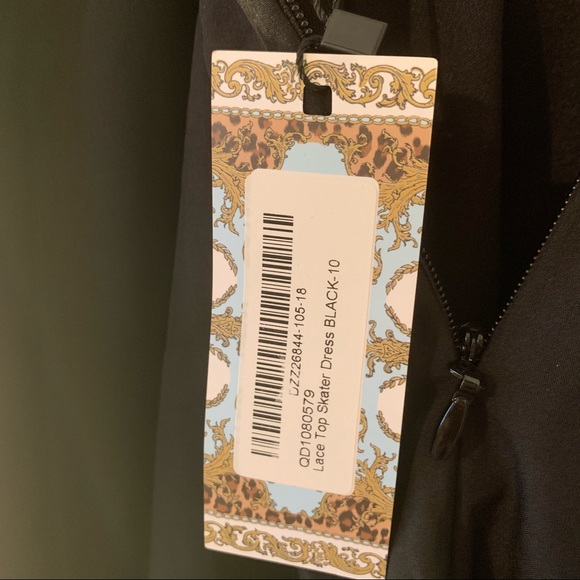 DZZ26844-105-18
QD1080579
Lace Top Skater Dress BLACK-10